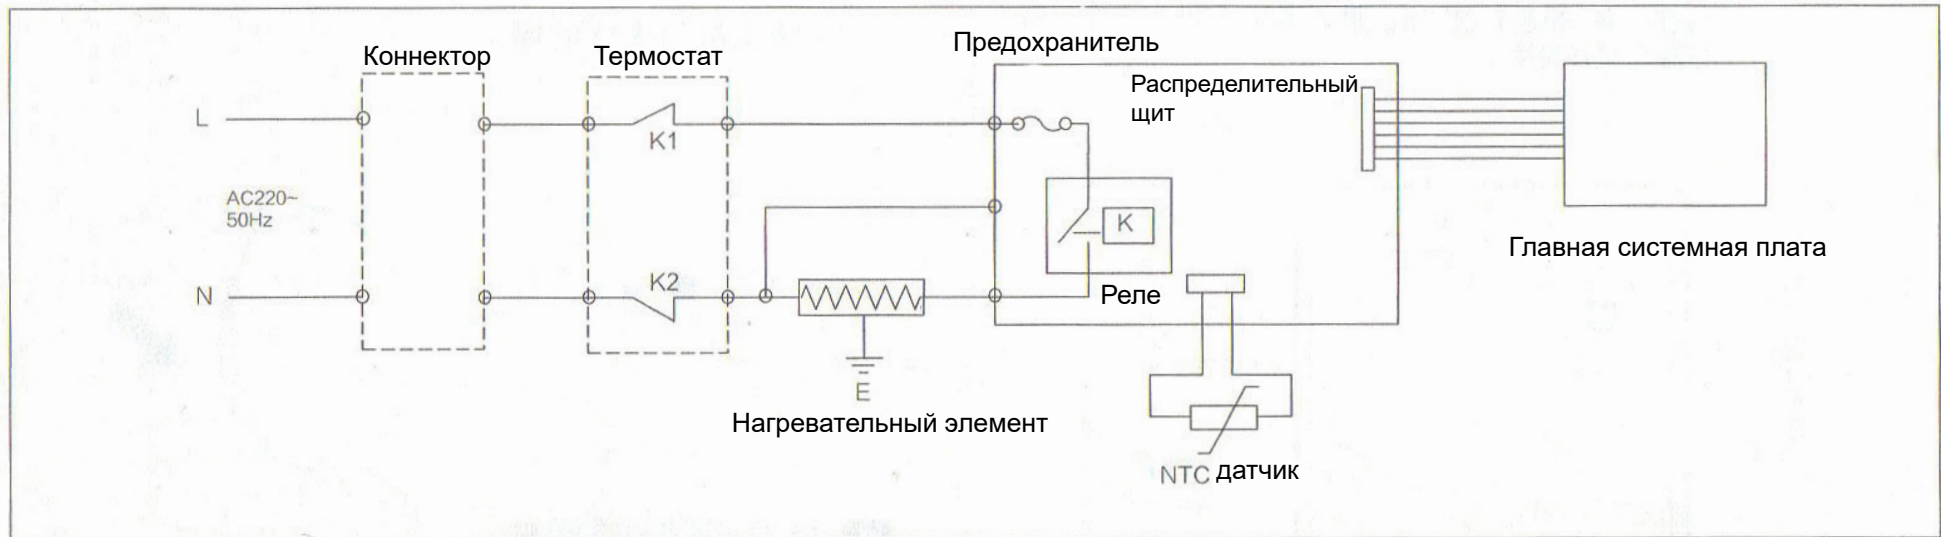 Коннектор
Термостат
Предохранитель
Распределительный
щит
L
K1
AC220~
50Hz
K
Главная системная плата
N
K2
Реле
E
Нагревательный элемент
NTC датчик